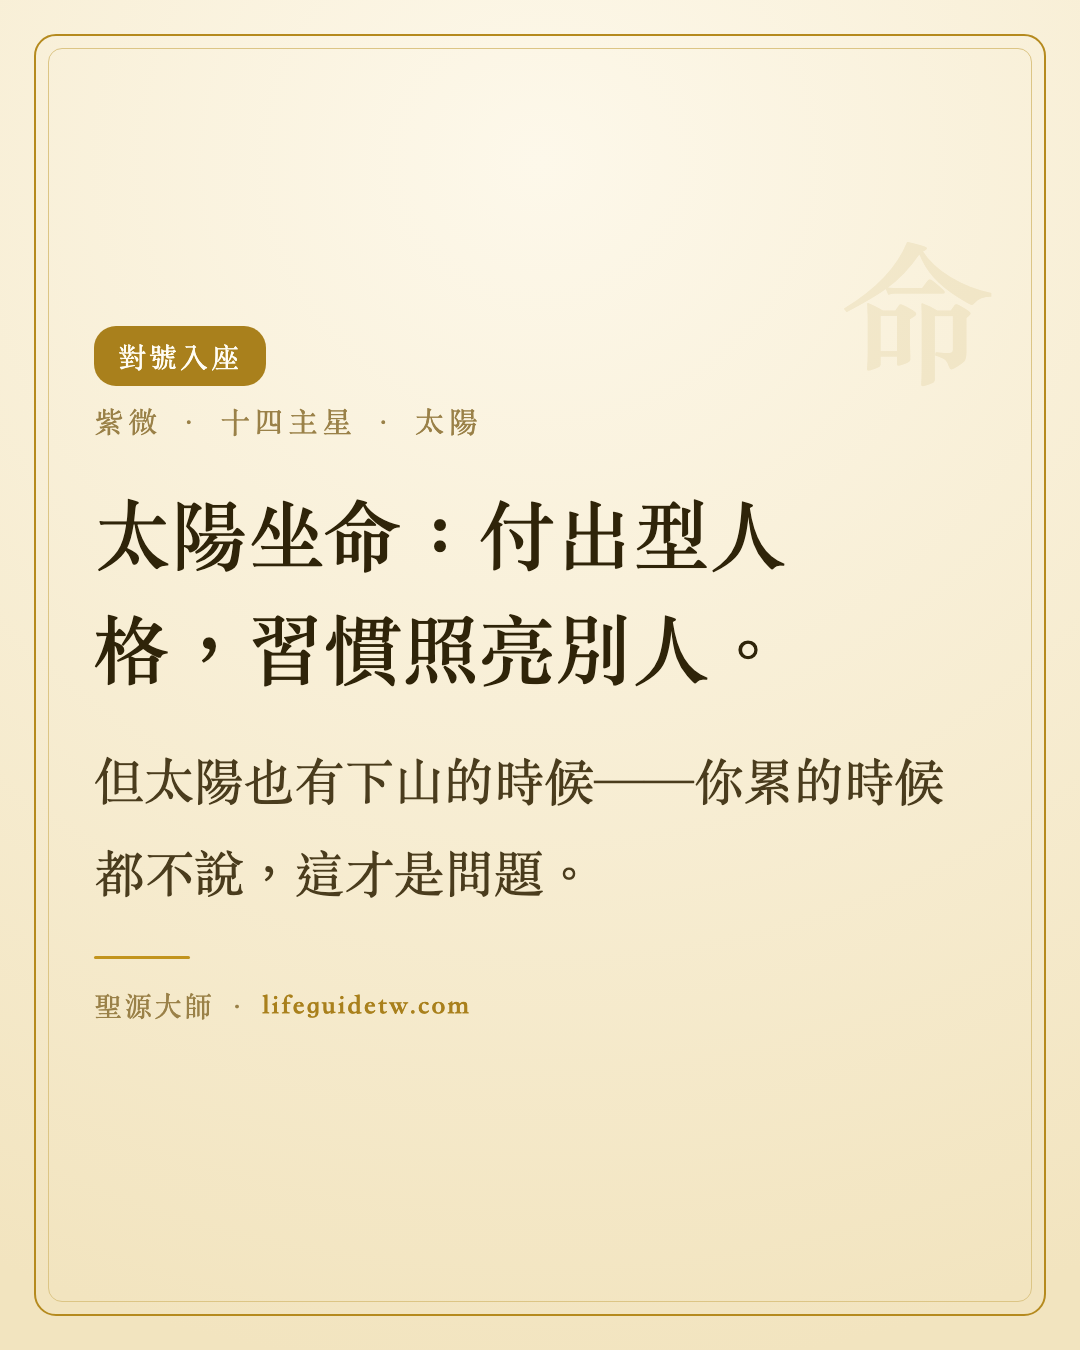 命
對號入座
紫微 · 十四主星 · 太陽
太陽坐命：付出型人
格，習慣照亮別人。
但太陽也有下山的時候——你累的時候
都不說，這才是問題。
聖源大師 · lifeguidetw.com